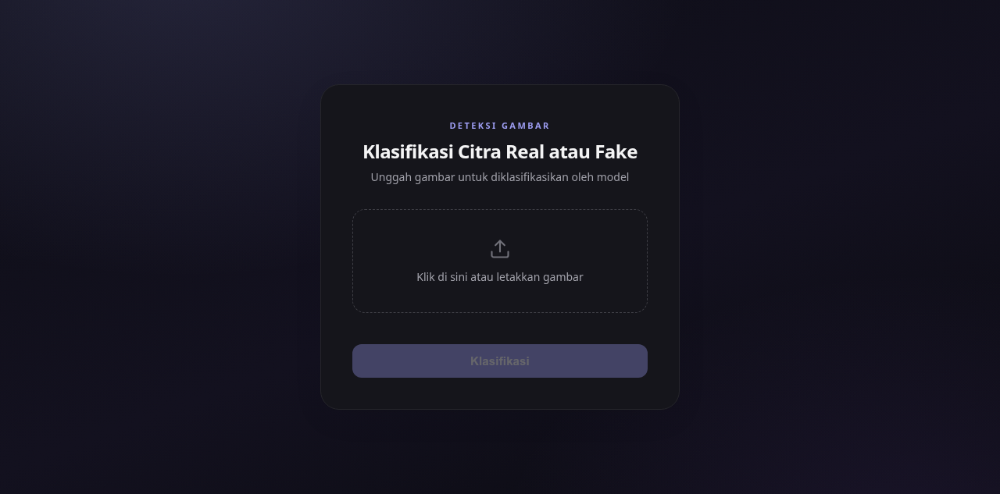 DETEKSI GAMBAR
Klasifikasi Citra Real atau Fake
Unggah gambar untuk diklasifikasikan oleh model
Klik di sini atau letakkan gambar
Klasifikasi